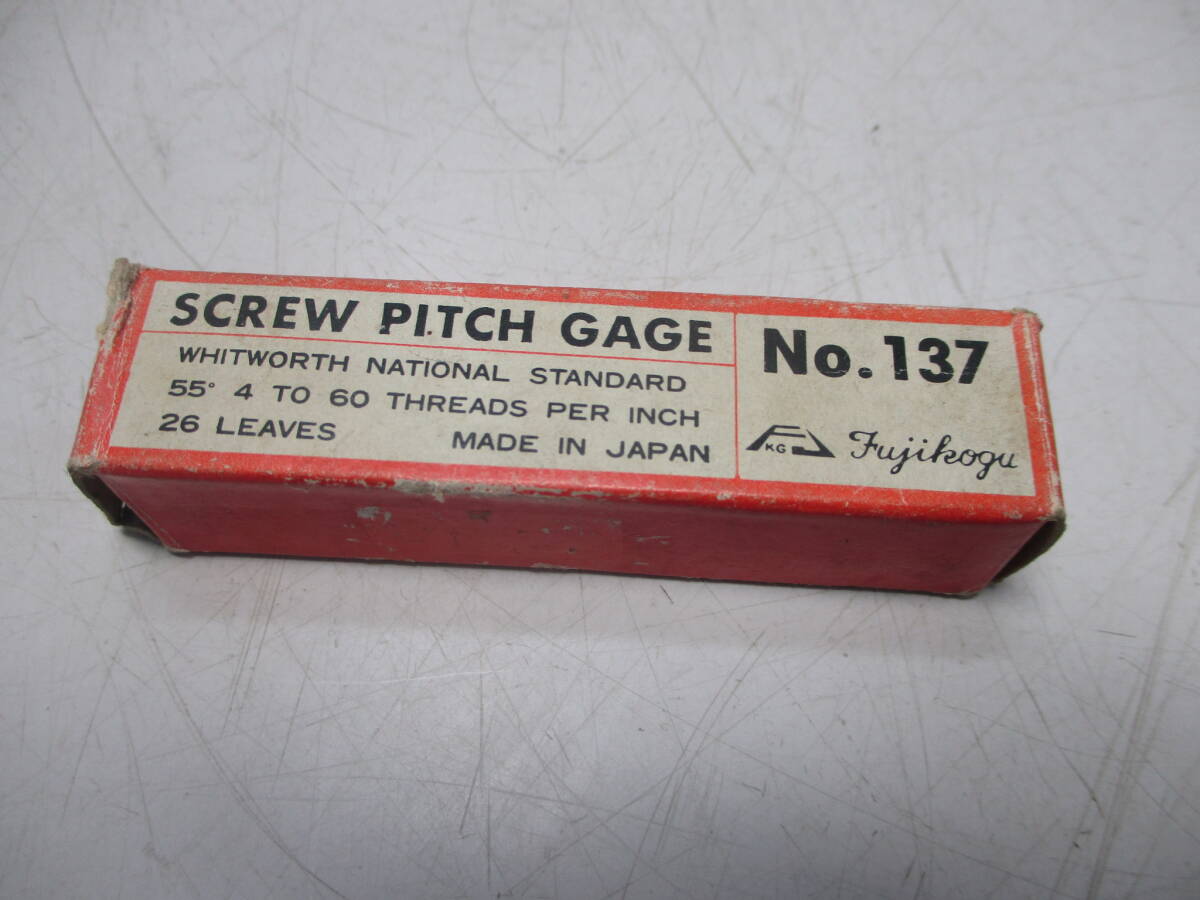 SCREW PITCH GAGE
WHITWORTH NATIONAL STANDARD
55° 4 TO 60 THREADS PER INCH
26 LEAVES MADE IN JAPAN
No. 137
FKG Fujikogu